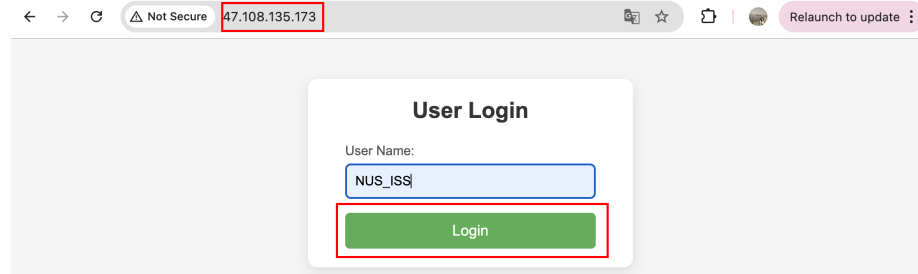 Not Secure 47.108.135.173 Relaunch to update
User Login
User Name:
NUS_ISS
Login